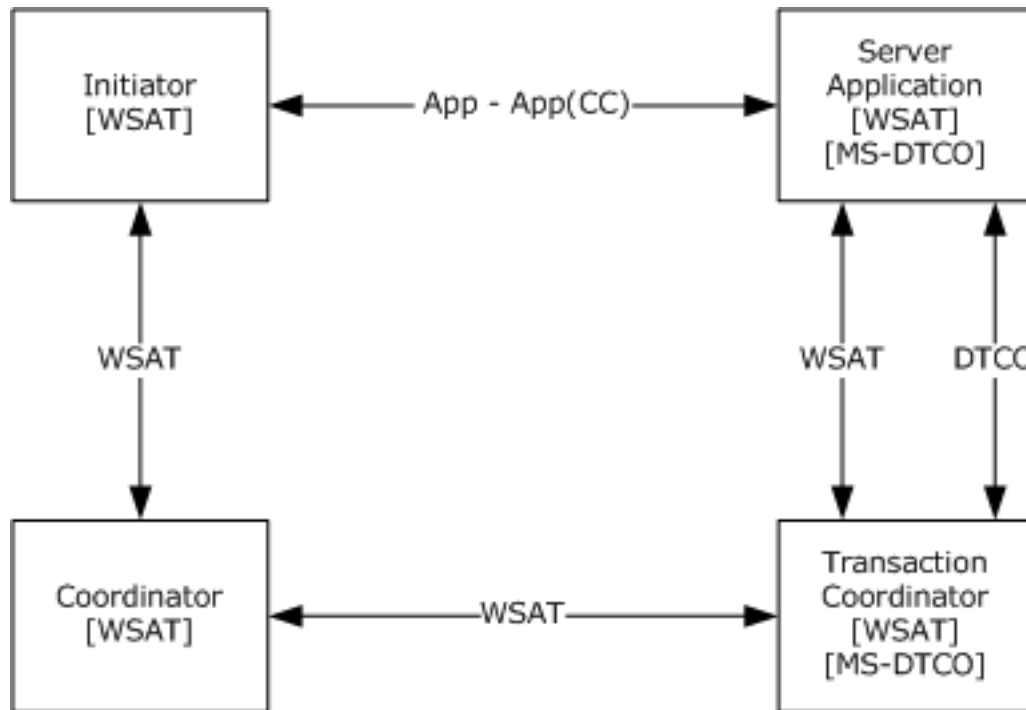 Initiator
[WSAT]
App - App(CC)
Server
Application
[WSAT]
[MS-DTCO]
WSAT
WSAT
DTCO
Coordinator
[WSAT]
WSAT
Transaction
Coordinator
[WSAT]
[MS-DTCO]